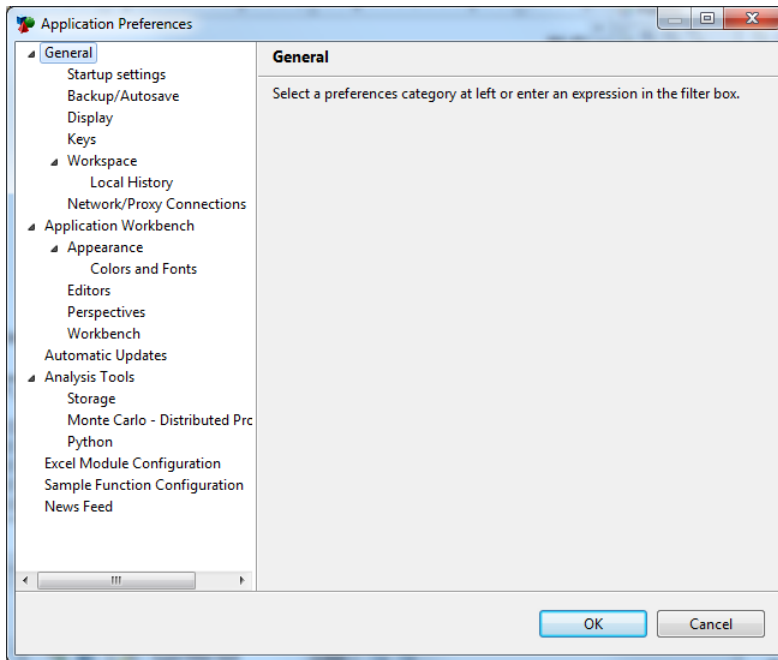 Application Preferences
General
Startup settings
Backup/Autosave
Display
Keys
Workspace
Local History
Network/Proxy Connections
Application Workbench
Appearance
Colors and Fonts
Editors
Perspectives
Workbench
Automatic Updates
Analysis Tools
Storage
Monte Carlo - Distributed Prc
Python
Excel Module Configuration
Sample Function Configuration
News Feed
General
Select a preferences category at left or enter an expression in the filter box.
OK
Cancel